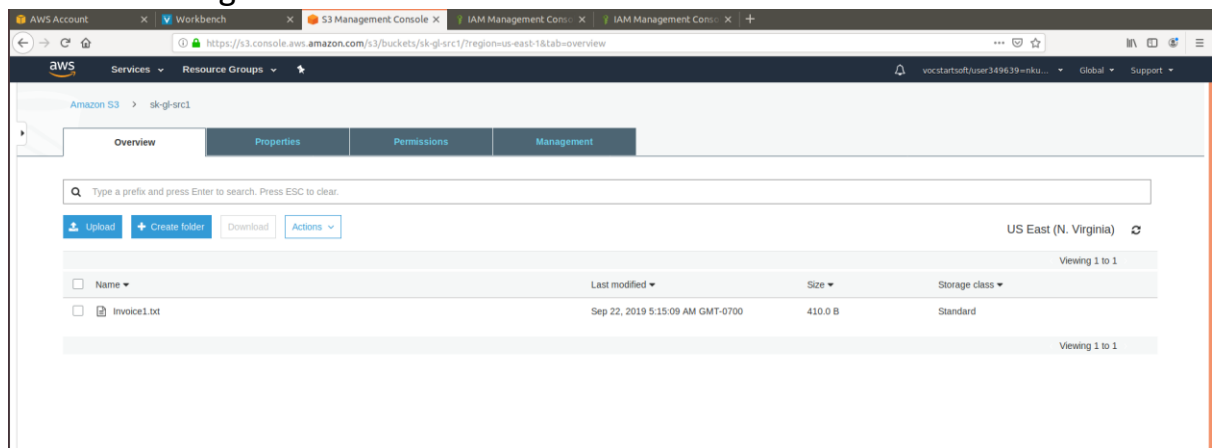 AWS Account Workbench S3 Management Console IAM Management Conso IAM Management Conso
https://s3.console.aws.amazon.com/s3/buckets/sk-gl-src1/?region=us-east-1&tab=overview
aws Services Resource Groups vocstartsoft/user349639=nku... Global Support
Amazon S3 > sk-gl-src1
Overview Properties Permissions Management
Type a prefix and press Enter to search. Press ESC to clear.
Upload + Create folder Download Actions US East (N. Virginia)
Viewing 1 to 1
Name Last modified Size Storage class
Invoice1.txt Sep 22, 2019 5:15:09 AM GMT-0700 410.0 B Standard
Viewing 1 to 1